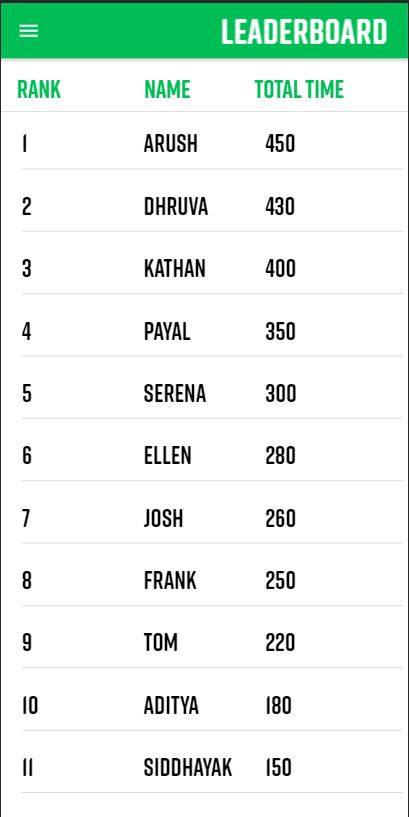 LEADERBOARD
RANK NAME TOTAL TIME
1 ARUSH 450
2 DHRUVA 430
3 KATHAN 400
4 PAYAL 350
5 SERENA 300
6 ELLEN 280
7 JOSH 260
8 FRANK 250
9 TOM 220
10 ADITYA 180
11 SIDDHAYAK 150